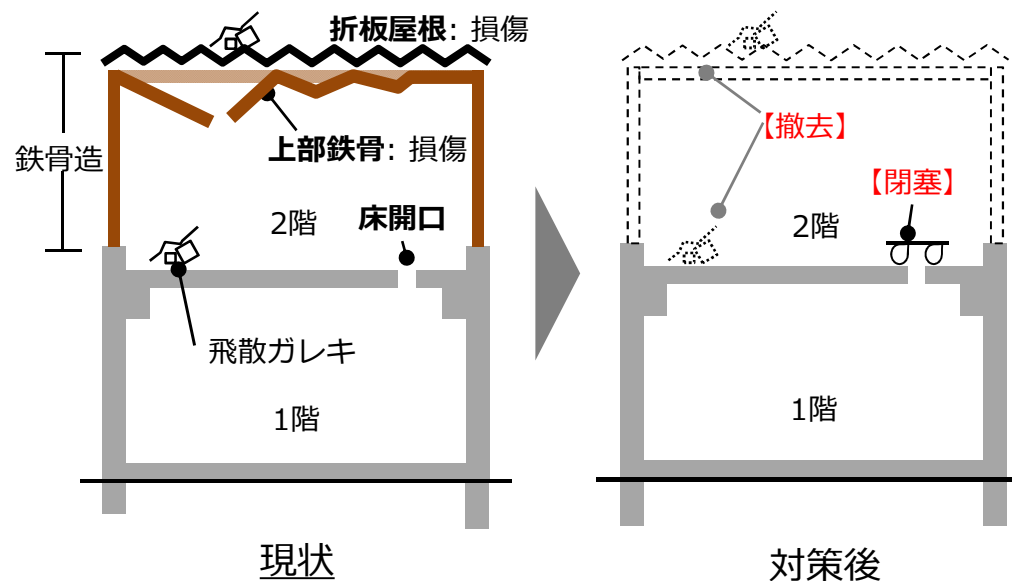 折板屋根: 損傷
鉄骨造
上部鉄骨: 損傷
2階
床開口
飛散ガレキ
1階
現状
【撤去】
【閉塞】
2階
1階
対策後